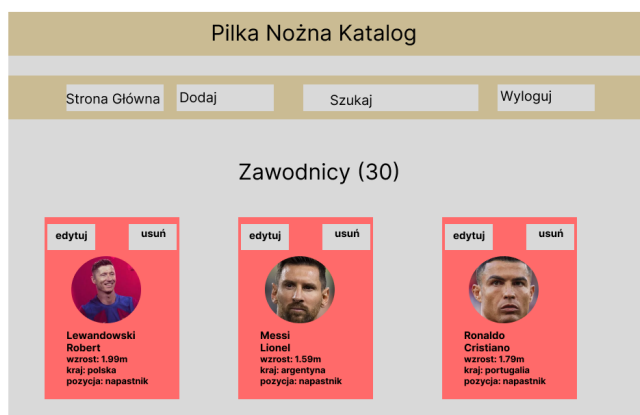 Pilka Nożna Katalog
Strona Główna Dodaj Szukaj Wyloguj
Zawodnicy (30)
edytuj usuń edytuj usuń edytuj usuń
Lewandowski Messi Ronaldo
Robert Lionel Cristiano
wzrost: 1.99m wzrost: 1.59m wzrost: 1.79m
kraj: polska kraj: argentyna kraj: portugalia
pozycja: napastnik pozycja: napastnik pozycja: napastnik